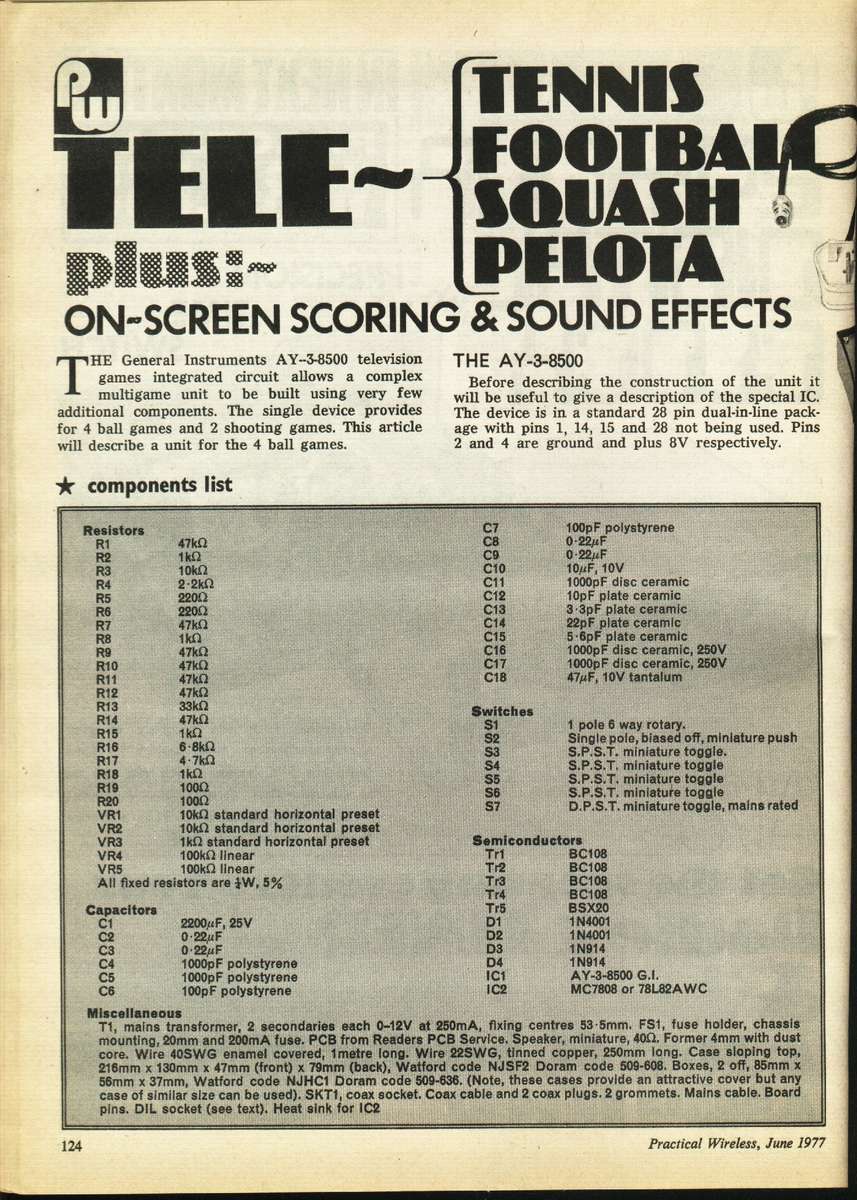 PW
TELE~
TENNIS
FOOTBALL
SQUASH
PELOTA
plus:~
ON~SCREEN SCORING & SOUND EFFECTS
THE General Instruments AY--3-8500 television
games integrated circuit allows a complex
multigame unit to be built using very few
additional components. The single device provides
for 4 ball games and 2 shooting games. This article
will describe a unit for the 4 ball games.
THE AY-3-8500
Before describing the construction of the unit it
will be useful to give a description of the special IC.
The device is in a standard 28 pin dual-in-line pack-
age with pins 1, 14, 15 and 28 not being used. Pins
2 and 4 are ground and plus 8V respectively.
★ components list
Resistors
R1 47kΩ
R2 1kΩ
R3 10kΩ
R4 2·2kΩ
R5 220Ω
R6 220Ω
R7 47kΩ
R8 1kΩ
R9 47kΩ
R10 47kΩ
R11 47kΩ
R12 47kΩ
R13 33kΩ
R14 47kΩ
R15 1kΩ
R16 6·8kΩ
R17 4·7kΩ
R18 1kΩ
R19 100Ω
R20 100Ω
VR1 10kΩ standard horizontal preset
VR2 10kΩ standard horizontal preset
VR3 1kΩ standard horizontal preset
VR4 100kΩ linear
VR5 100kΩ linear
All fixed resistors are ¼W, 5%
Capacitors
C1 2200μF, 25V
C2 0·22μF
C3 0·22μF
C4 1000pF polystyrene
C5 1000pF polystyrene
C6 100pF polystyrene
C7 100pF polystyrene
C8 0·22μF
C9 0·22μF
C10 10μF, 10V
C11 1000pF disc ceramic
C12 10pF plate ceramic
C13 3·3pF plate ceramic
C14 22pF plate ceramic
C15 5·6pF plate ceramic
C16 1000pF disc ceramic, 250V
C17 1000pF disc ceramic, 250V
C18 47μF, 10V tantalum
Switches
S1 1 pole 6 way rotary.
S2 Single pole, biased off, miniature push
S3 S.P.S.T. miniature toggle.
S4 S.P.S.T. miniature toggle
S5 S.P.S.T. miniature toggle
S6 S.P.S.T. miniature toggle
S7 D.P.S.T. miniature toggle, mains rated
Semiconductors
Tr1 BC108
Tr2 BC108
Tr3 BC108
Tr4 BC108
Tr5 BSX20
D1 1N4001
D2 1N4001
D3 1N914
D4 1N914
IC1 AY-3-8500 G.I.
IC2 MC7808 or 78L82AWC
Miscellaneous
T1, mains transformer, 2 secondaries each 0-12V at 250mA, fixing centres 53·5mm. FS1, fuse holder, chassis
mounting, 20mm and 200mA fuse. PCB from Readers PCB Service. Speaker, miniature, 40Ω. Former 4mm with dust
core. Wire 40SWG enamel covered, 1metre long. Wire 22SWG, tinned copper, 250mm long. Case sloping top,
216mm x 130mm x 47mm (front) x 79mm (back), Watford code NJSF2 Doram code 509-608. Boxes, 2 off, 85mm x
56mm x 37mm, Watford code NJHC1 Doram code 509-636. (Note, these cases provide an attractive cover but any
case of similar size can be used). SKT1, coax socket. Coax cable and 2 coax plugs. 2 grommets. Mains cable. Board
pins. DIL socket (see text). Heat sink for IC2
124
Practical Wireless, June 1977